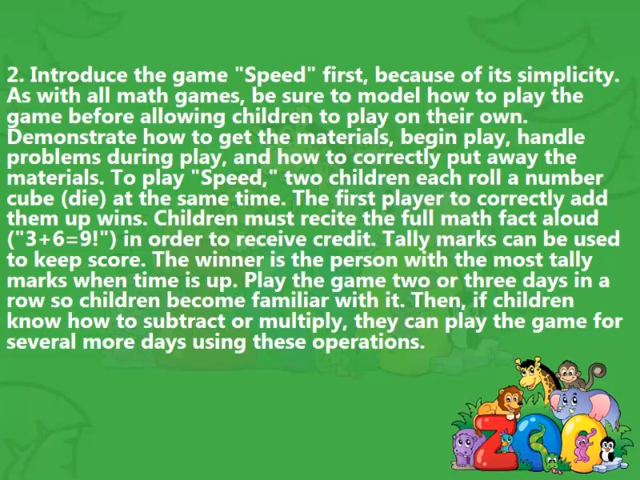 2. Introduce the game "Speed" first, because of its simplicity.
As with all math games, be sure to model how to play the
game before allowing children to play on their own.
Demonstrate how to get the materials, begin play, handle
problems during play, and how to correctly put away the
materials. To play "Speed," two children each roll a number
cube (die) at the same time. The first player to correctly add
them up wins. Children must recite the full math fact aloud
("3+6=9!") in order to receive credit. Tally marks can be used
to keep score. The winner is the person with the most tally
marks when time is up. Play the game two or three days in a
row so children become familiar with it. Then, if children
know how to subtract or multiply, they can play the game for
several more days using these operations.
ZOO